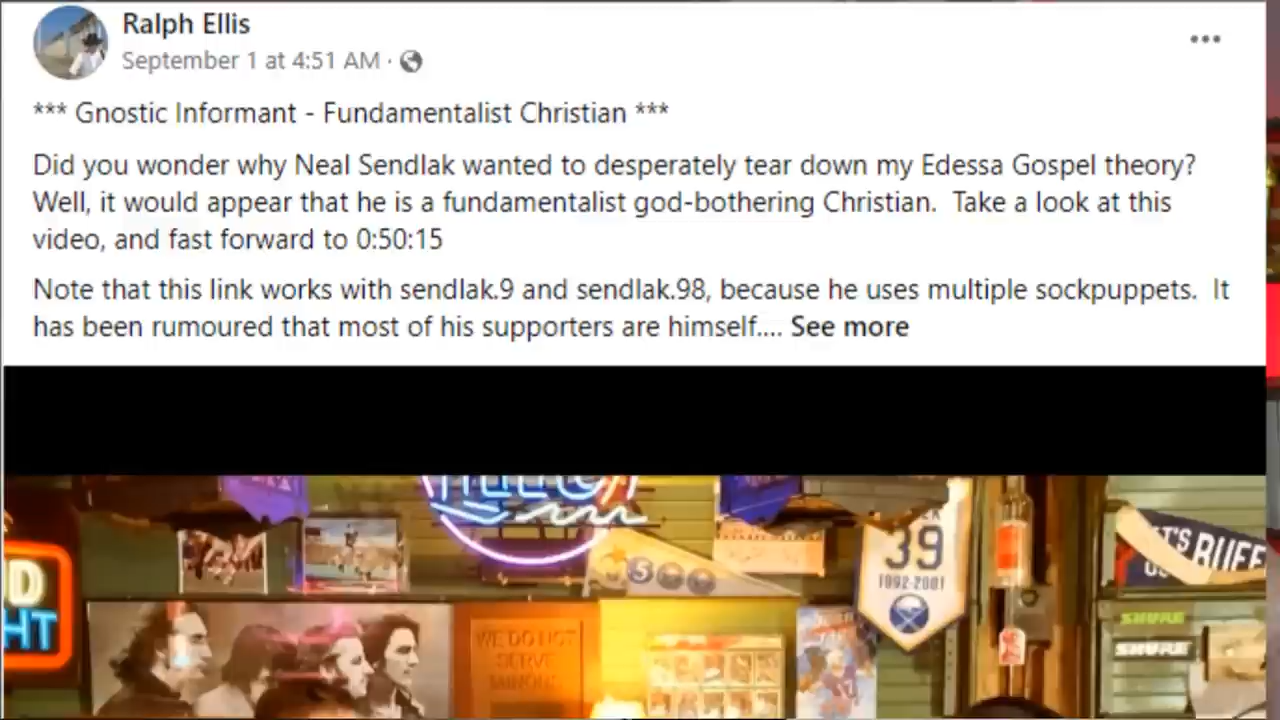 Ralph Ellis
September 1 at 4:51 AM ·
*** Gnostic Informant - Fundamentalist Christian ***
Did you wonder why Neal Sendlak wanted to desperately tear down my Edessa Gospel theory?
Well, it would appear that he is a fundamentalist god-bothering Christian.  Take a look at this
video, and fast forward to 0:50:15
Note that this link works with sendlak.9 and sendlak.98, because he uses multiple sockpuppets.  It
has been rumoured that most of his supporters are himself.... See more
39
1992-2001
SHURE
SHURE
WE DO NOT
SERVE
HT